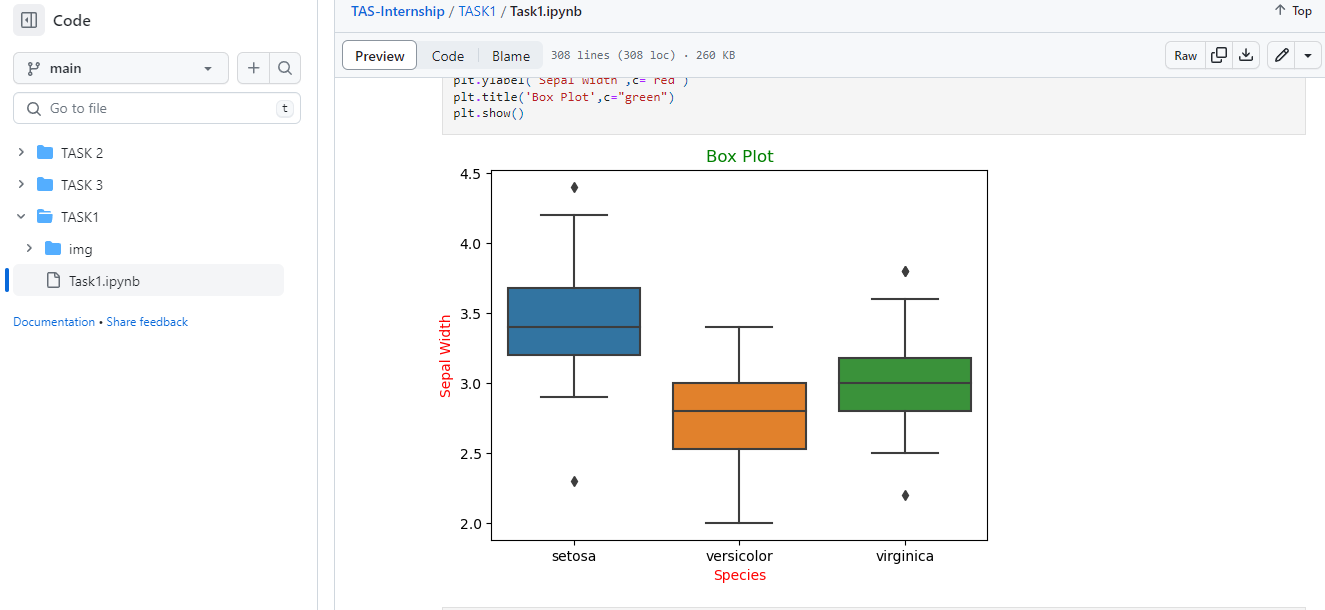 Code
TAS-Internship / TASK1 / Task1.ipynb
Top
main
Preview Code Blame 308 lines (308 loc) · 260 KB
Raw
Go to file
t
TASK 2
TASK 3
TASK1
img
Task1.ipynb
Documentation • Share feedback
plt.ylabel("Sepal Width",c="red")
plt.title('Box Plot',c="green")
plt.show()
Box Plot
4.5
4.0
3.5
3.0
2.5
2.0
Sepal Width
setosa versicolor virginica
Species